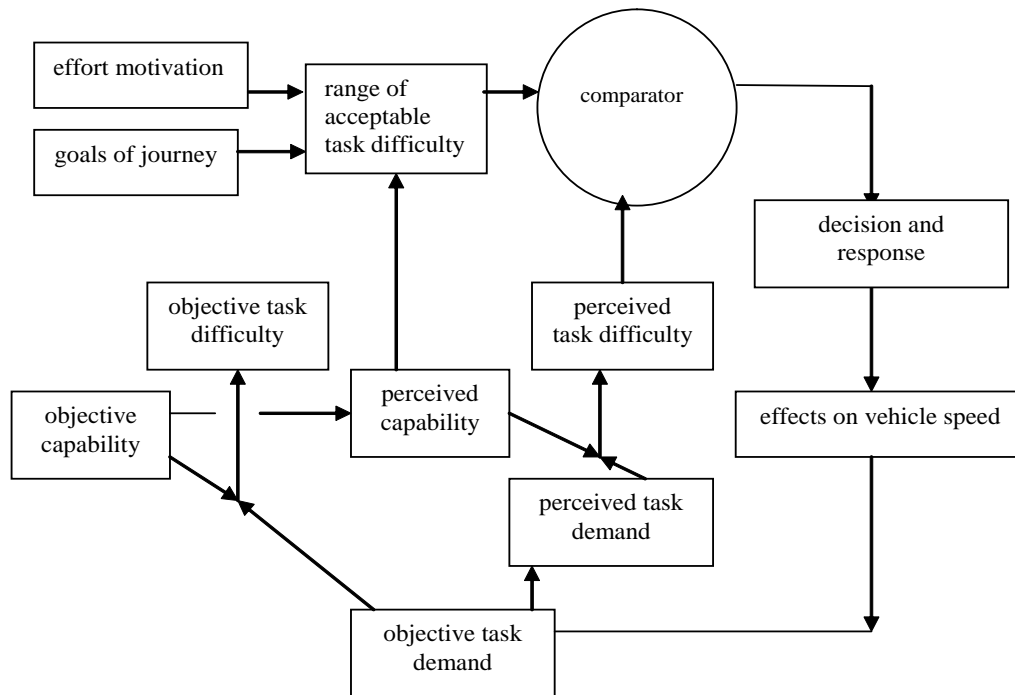 effort motivation
goals of journey
range of
acceptable
task difficulty
comparator
decision and
response
objective task
difficulty
perceived
task difficulty
objective
capability
perceived
capability
effects on vehicle speed
perceived task
demand
objective task
demand